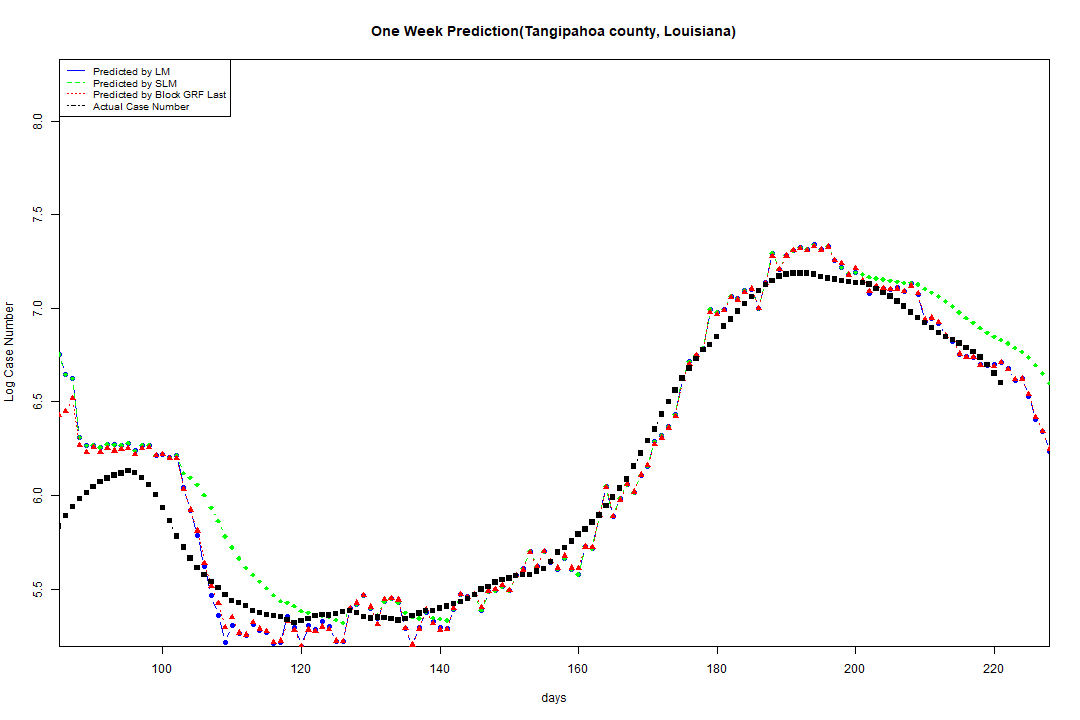 One Week Prediction(Tangipahoa county, Louisiana)
Predicted by LM
Predicted by SLM
Predicted by Block GRF Last
Actual Case Number
Log Case Number
8.0
7.5
7.0
6.5
6.0
5.5
100 120 140 160 180 200 220
days